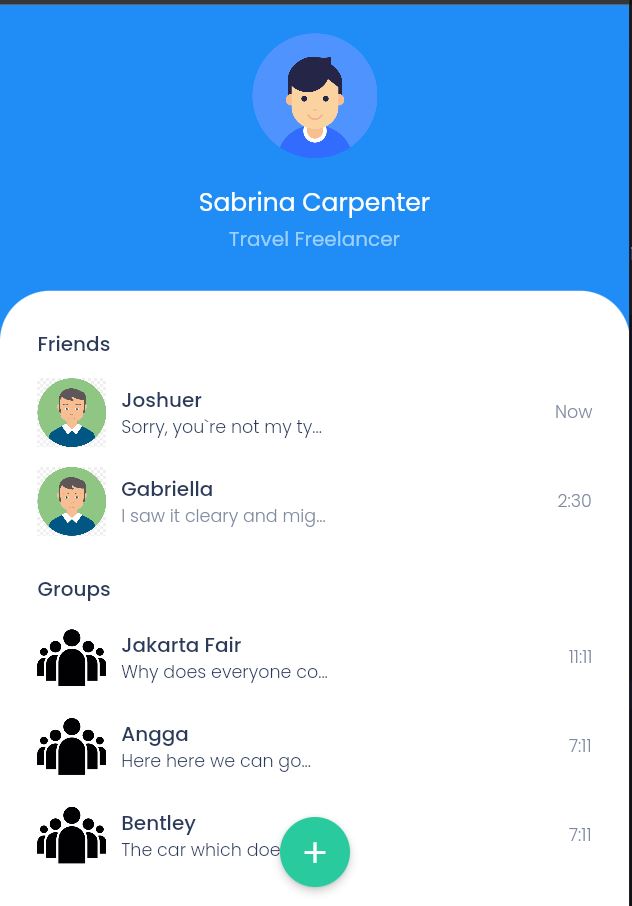 Sabrina Carpenter
Travel Freelancer
Friends
Joshuer
Now
Sorry, you`re not my ty...
Gabriella
2:30
I saw it cleary and mig...
Groups
Jakarta Fair
11:11
Why does everyone co...
Angga
7:11
Here here we can go...
Bentley
7:11
The car which doe
+